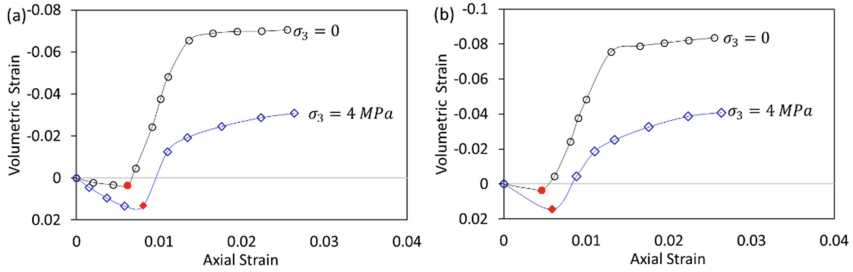 (a)
-0.08
-0.06
-0.04
-0.02
0
0.02
Volumetric Strain
σ₃ = 0
σ₃ = 4 MPa
0 0.01 0.02 0.03 0.04
Axial Strain
(b)
-0.1
-0.08
-0.06
-0.04
-0.02
0
0.02
Volumetric Strain
σ₃ = 0
σ₃ = 4 MPa
0 0.01 0.02 0.03 0.04
Axial Strain